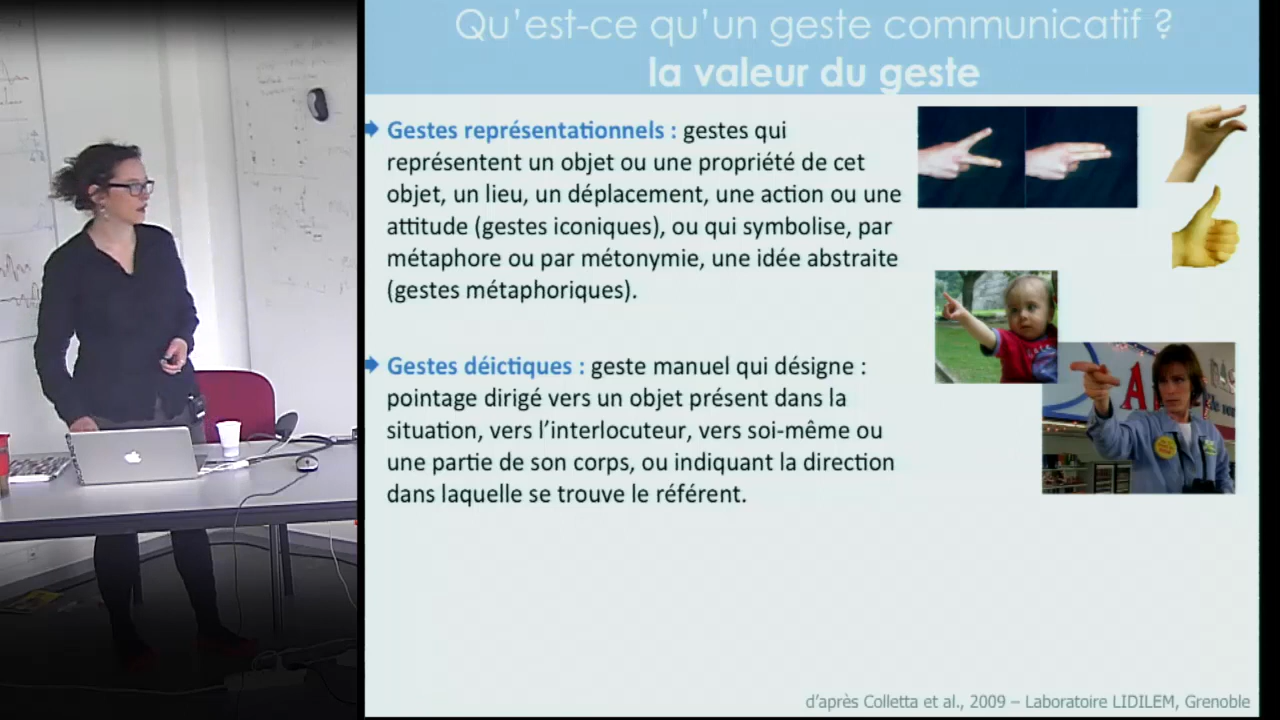 Qu’est-ce qu’un geste communicatif ?
la valeur du geste
Gestes représentationnels : gestes qui
représentent un objet ou une propriété de cet
objet, un lieu, un déplacement, une action ou une
attitude (gestes iconiques), ou qui symbolise, par
métaphore ou par métonymie, une idée abstraite
(gestes métaphoriques).
Gestes déictiques : geste manuel qui désigne :
pointage dirigé vers un objet présent dans la
situation, vers l’interlocuteur, vers soi-même ou
une partie de son corps, ou indiquant la direction
dans laquelle se trouve le référent.
d’après Colletta et al., 2009 – Laboratoire LIDILEM, Grenoble